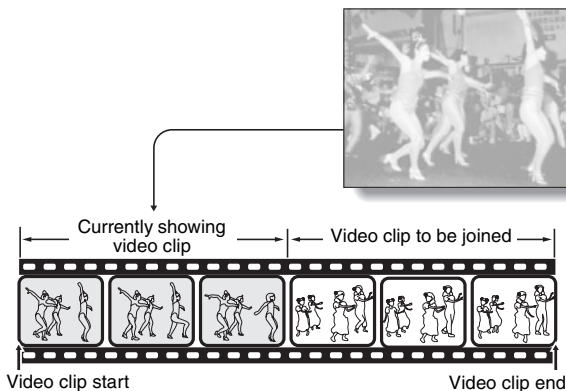 Currently showing
video clip
Video clip to be joined
Video clip start
Video clip end